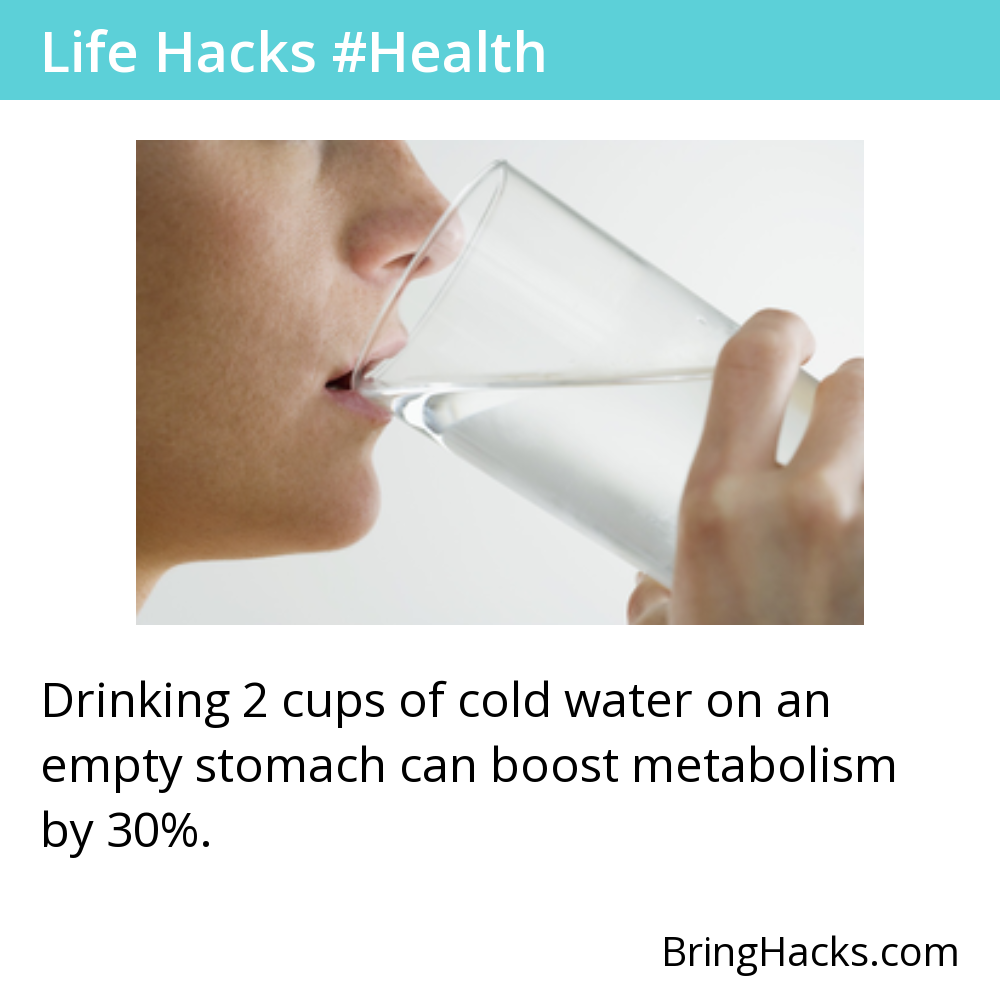 Life Hacks #Health
Drinking 2 cups of cold water on an
empty stomach can boost metabolism
by 30%.
BringHacks.com